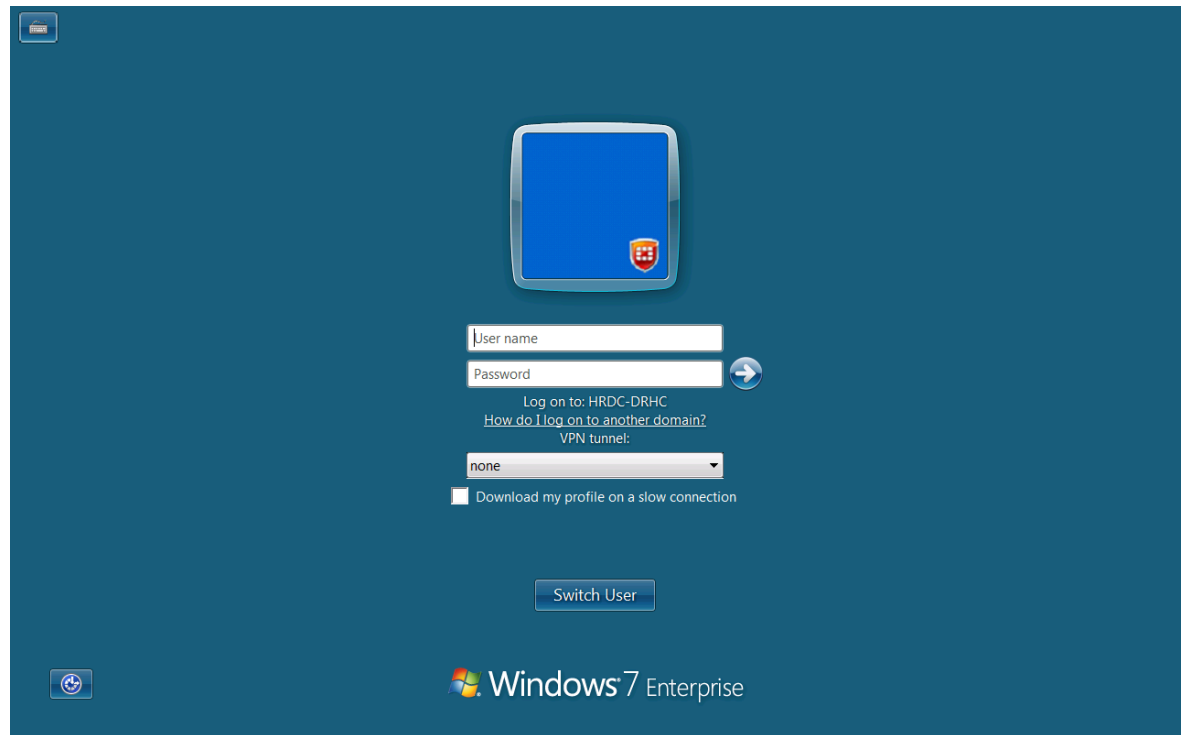 User name
Password
Log on to: HRDC-DRHC
How do I log on to another domain?
VPN tunnel:
none
Download my profile on a slow connection
Switch User
Windows 7 Enterprise